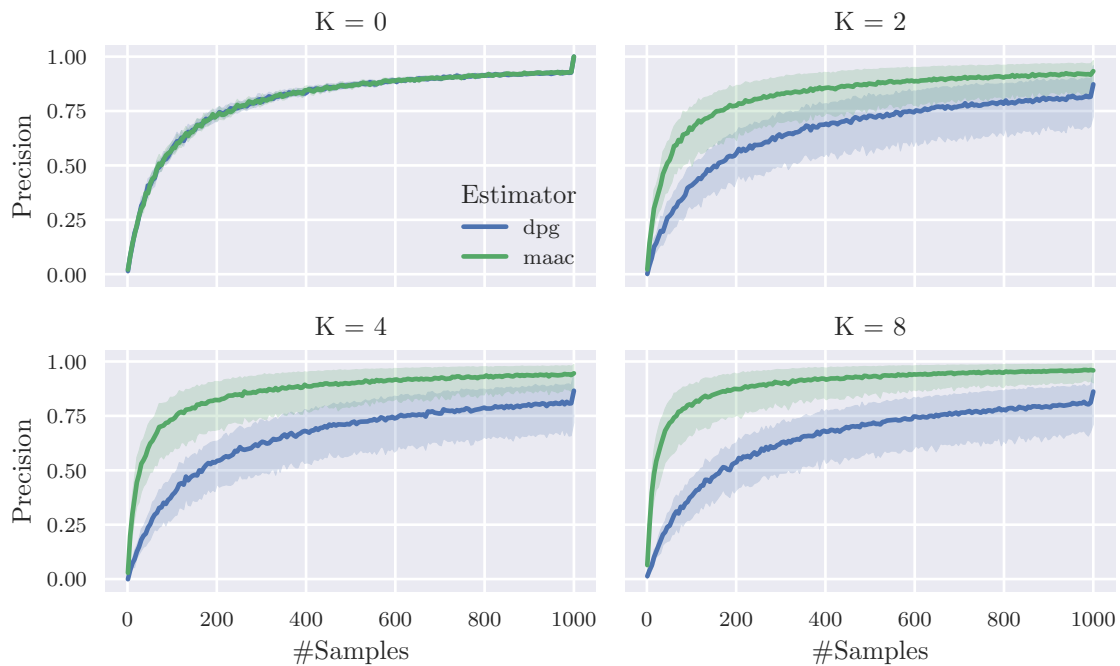 K = 0
K = 2
1.00
0.75
0.50
0.25
0.00
Precision
Estimator
dpg
maac
K = 4
K = 8
1.00
0.75
0.50
0.25
0.00
Precision
0 200 400 600 800 1000
0 200 400 600 800 1000
#Samples
#Samples